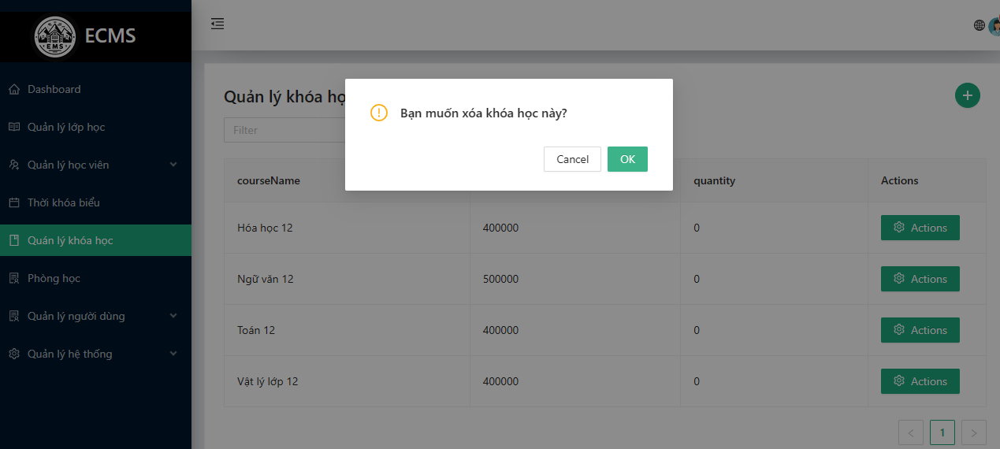 EMS
ECMS
Dashboard
Quản lý lớp học
Quản lý học viên
Thời khóa biểu
Quán lý khóa học
Phòng học
Quản lý người dùng
Quản lý hệ thống
Quản lý khóa họ
Filter
Bạn muốn xóa khóa học này?
Cancel OK
courseName quantity Actions
Hóa học 12 400000 0 Actions
Ngữ văn 12 500000 0 Actions
Toán 12 400000 0 Actions
Vật lý lớp 12 400000 0 Actions
< 1 >